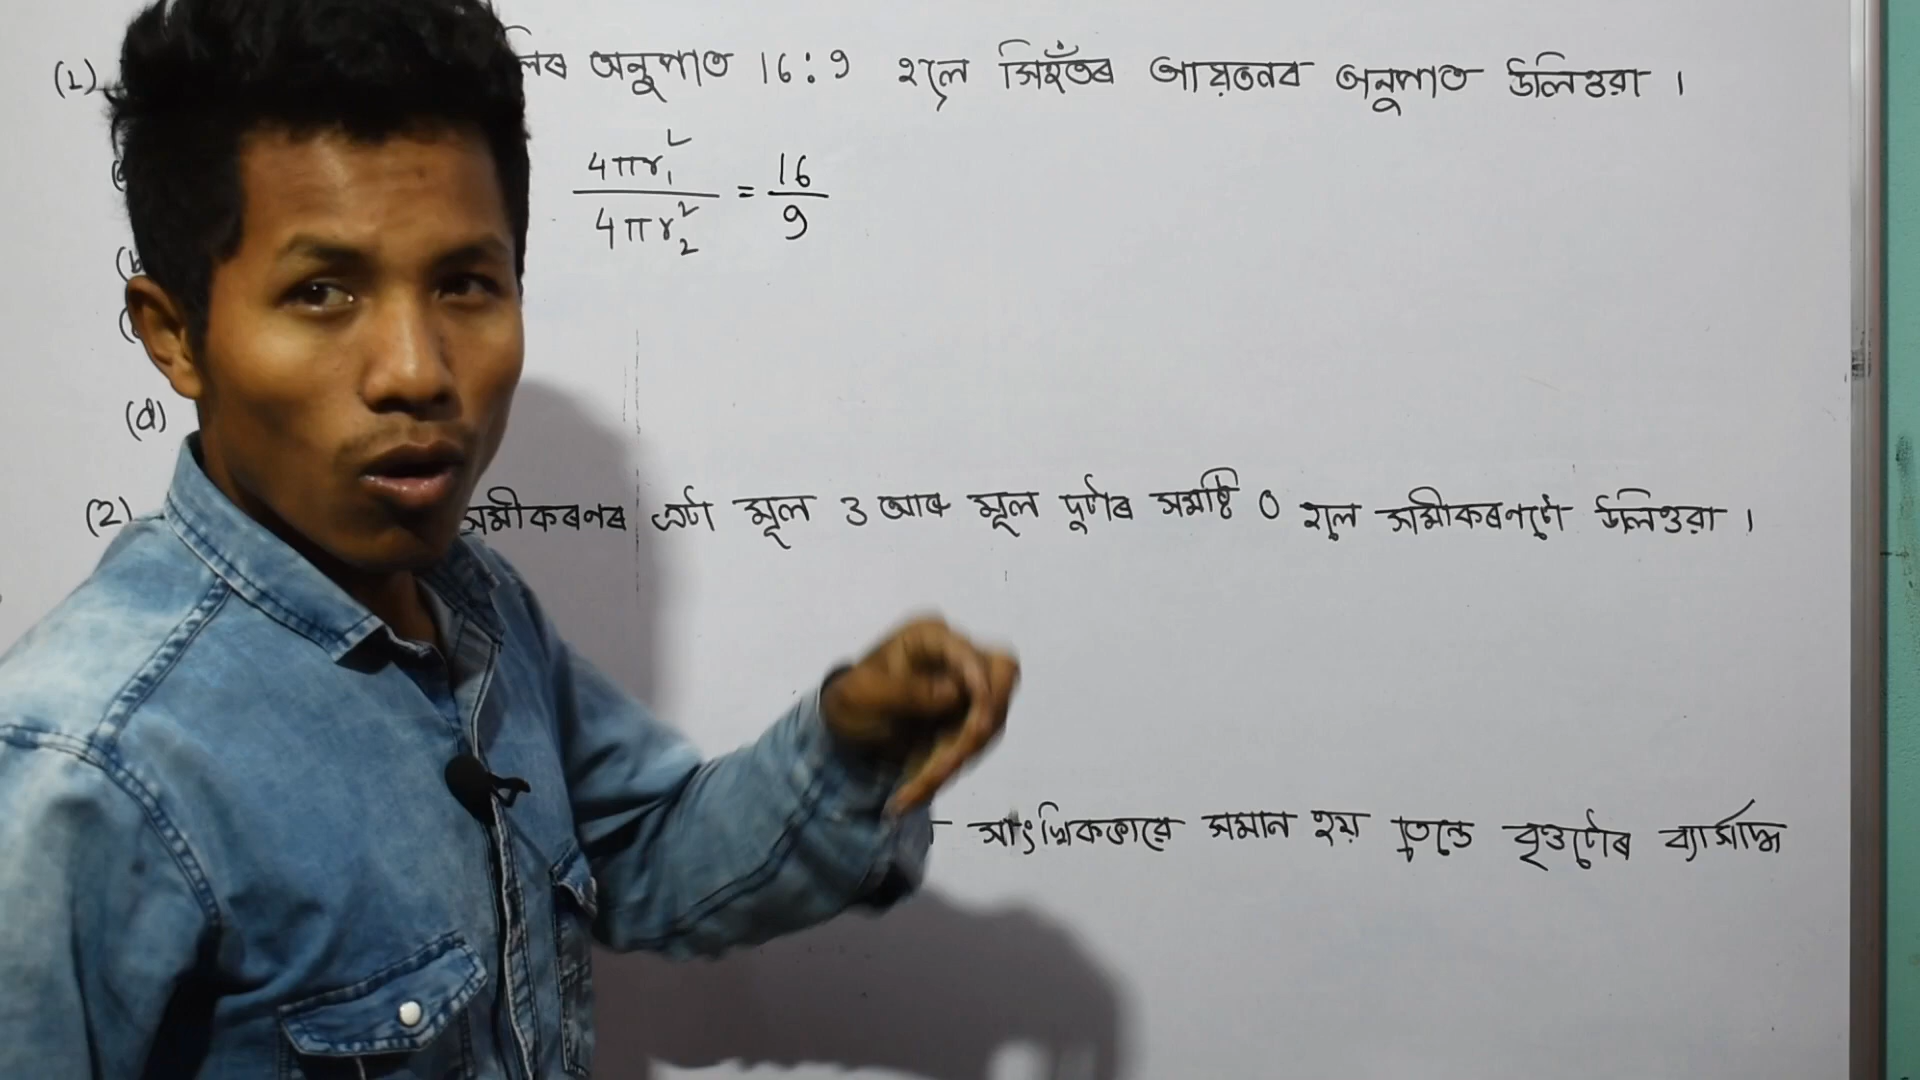 (1) লিৰ অনুপাত 16:9 হলে সিহঁতৰ আয়তনৰ অনুপাত উলিওৱা ।
4πr₁² / 4πr₂² = 16 / 9
(b
(d)
(2) সমীকৰণৰ এটা মূল 3 আৰু মূল দুটাৰ সমষ্টি 0 হলে সমীকৰণটো উলিওৱা ।
সাংখ্যিকভাৱে সমান হয় তেন্তে বৃত্তটোৰ ব্যাসাৰ্দ্ধ